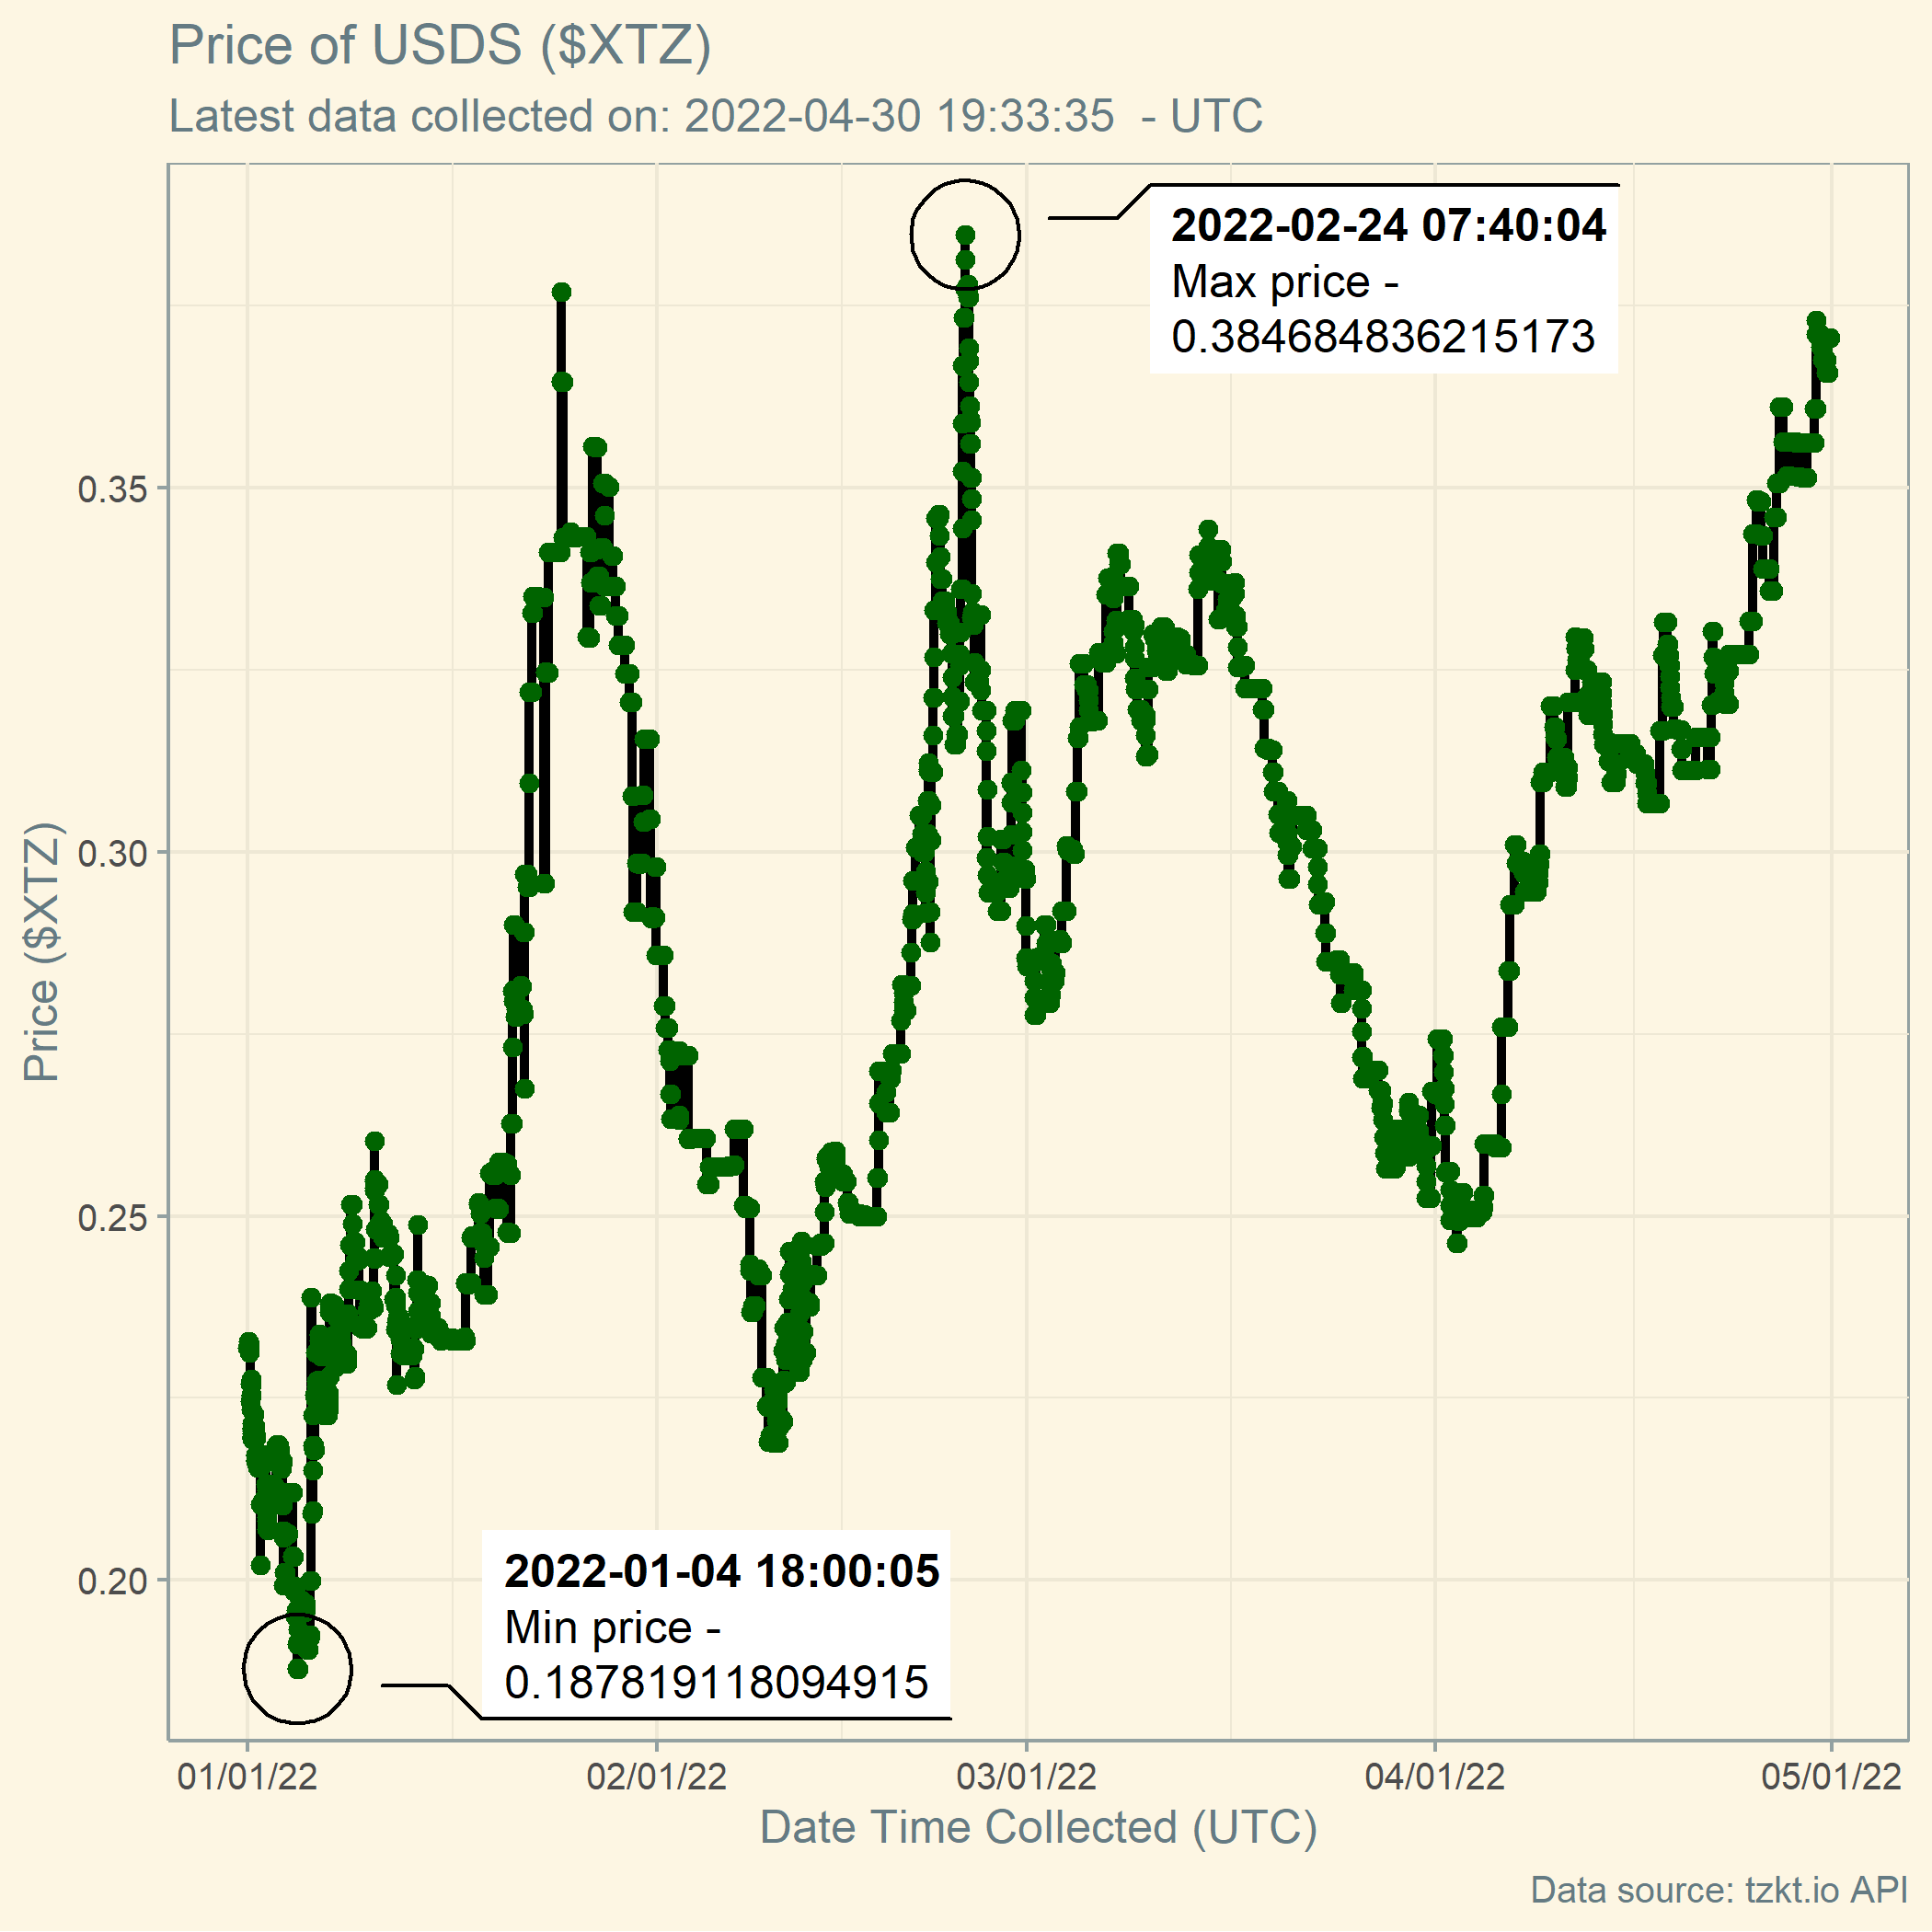 Price of USDS ($XTZ)
Latest data collected on: 2022-04-30 19:33:35  - UTC
2022-02-24 07:40:04
Max price -
0.384684836215173
0.35
0.30
0.25
0.20
Price ($XTZ)
2022-01-04 18:00:05
Min price -
0.187819118094915
01/01/22
02/01/22
03/01/22
04/01/22
05/01/22
Date Time Collected (UTC)
Data source: tzkt.io API